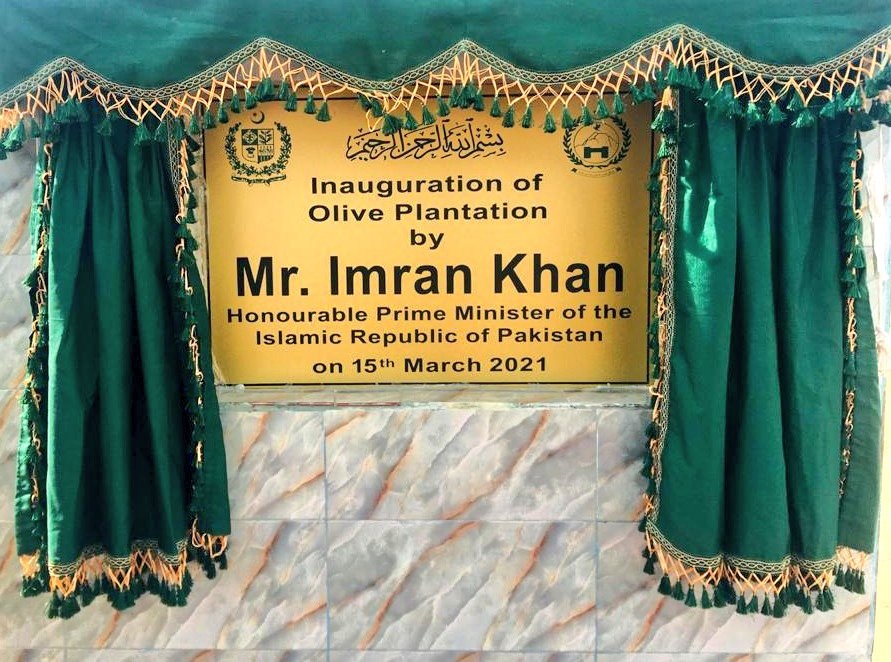 بسم الله الرحمن الرحيم
Inauguration of
Olive Plantation
by
Mr. Imran Khan
Honourable Prime Minister of the
Islamic Republic of Pakistan
on 15th March 2021